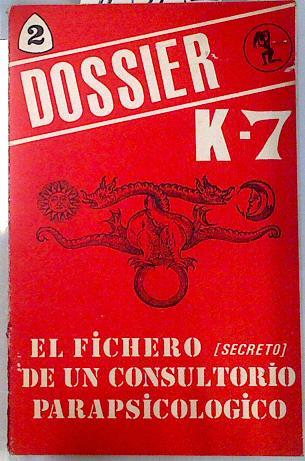 2
DOSSIER
K-7
EL FiCHERO [SECRETO]
DE UN CONSULTORiO
PARAPSiCOLOGiCO